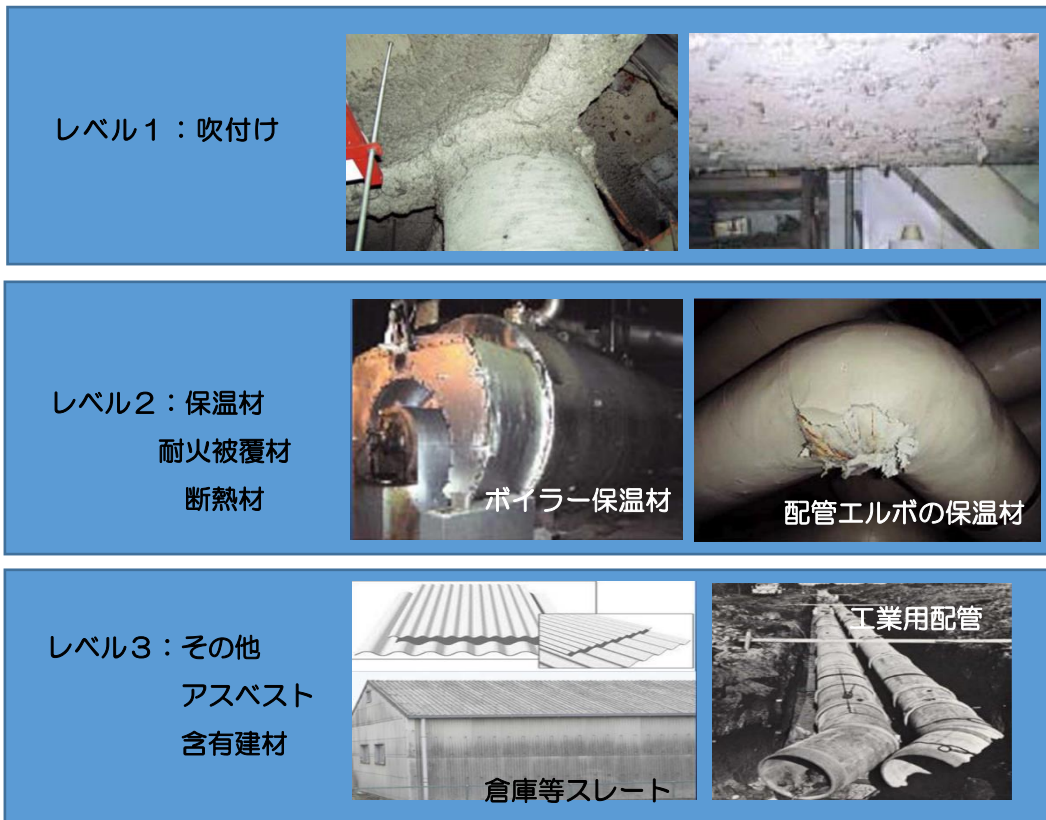 レベル１：吹付け
レベル２：保温材
耐火被覆材
断熱材
ボイラー保温材
配管エルボの保温材
レベル３：その他
アスベスト
含有建材
倉庫等スレート
工業用配管